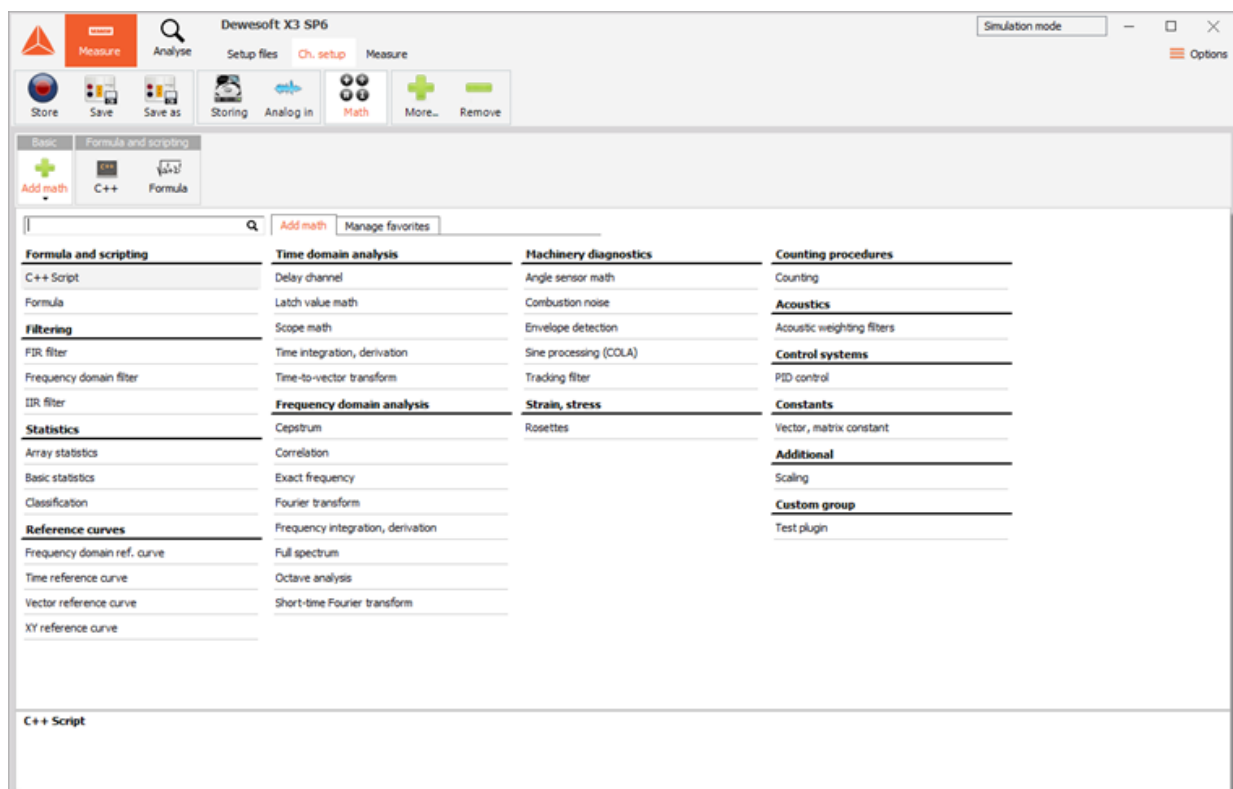 Dewesoft X3 SP6
Simulation mode
Measure
Analyse
Setup files Ch. setup Measure
Options
Store Save Save as Storing Analog in Math More... Remove
Basic Formula and scripting
C++ √a²+b²
Add math C++ Formula
Add math Manage favorites
Formula and scripting
C++ Script
Formula
Filtering
FIR filter
Frequency domain filter
IIR filter
Statistics
Array statistics
Basic statistics
Classification
Reference curves
Frequency domain ref. curve
Time reference curve
Vector reference curve
XY reference curve
Time domain analysis
Delay channel
Latch value math
Scope math
Time integration, derivation
Time-to-vector transform
Frequency domain analysis
Cepstrum
Correlation
Exact frequency
Fourier transform
Frequency integration, derivation
Full spectrum
Octave analysis
Short-time Fourier transform
Machinery diagnostics
Angle sensor math
Combustion noise
Envelope detection
Sine processing (COLA)
Tracking filter
Strain, stress
Rosettes
Counting procedures
Counting
Acoustics
Acoustic weighting filters
Control systems
PID control
Constants
Vector, matrix constant
Additional
Scaling
Custom group
Test plugin
C++ Script